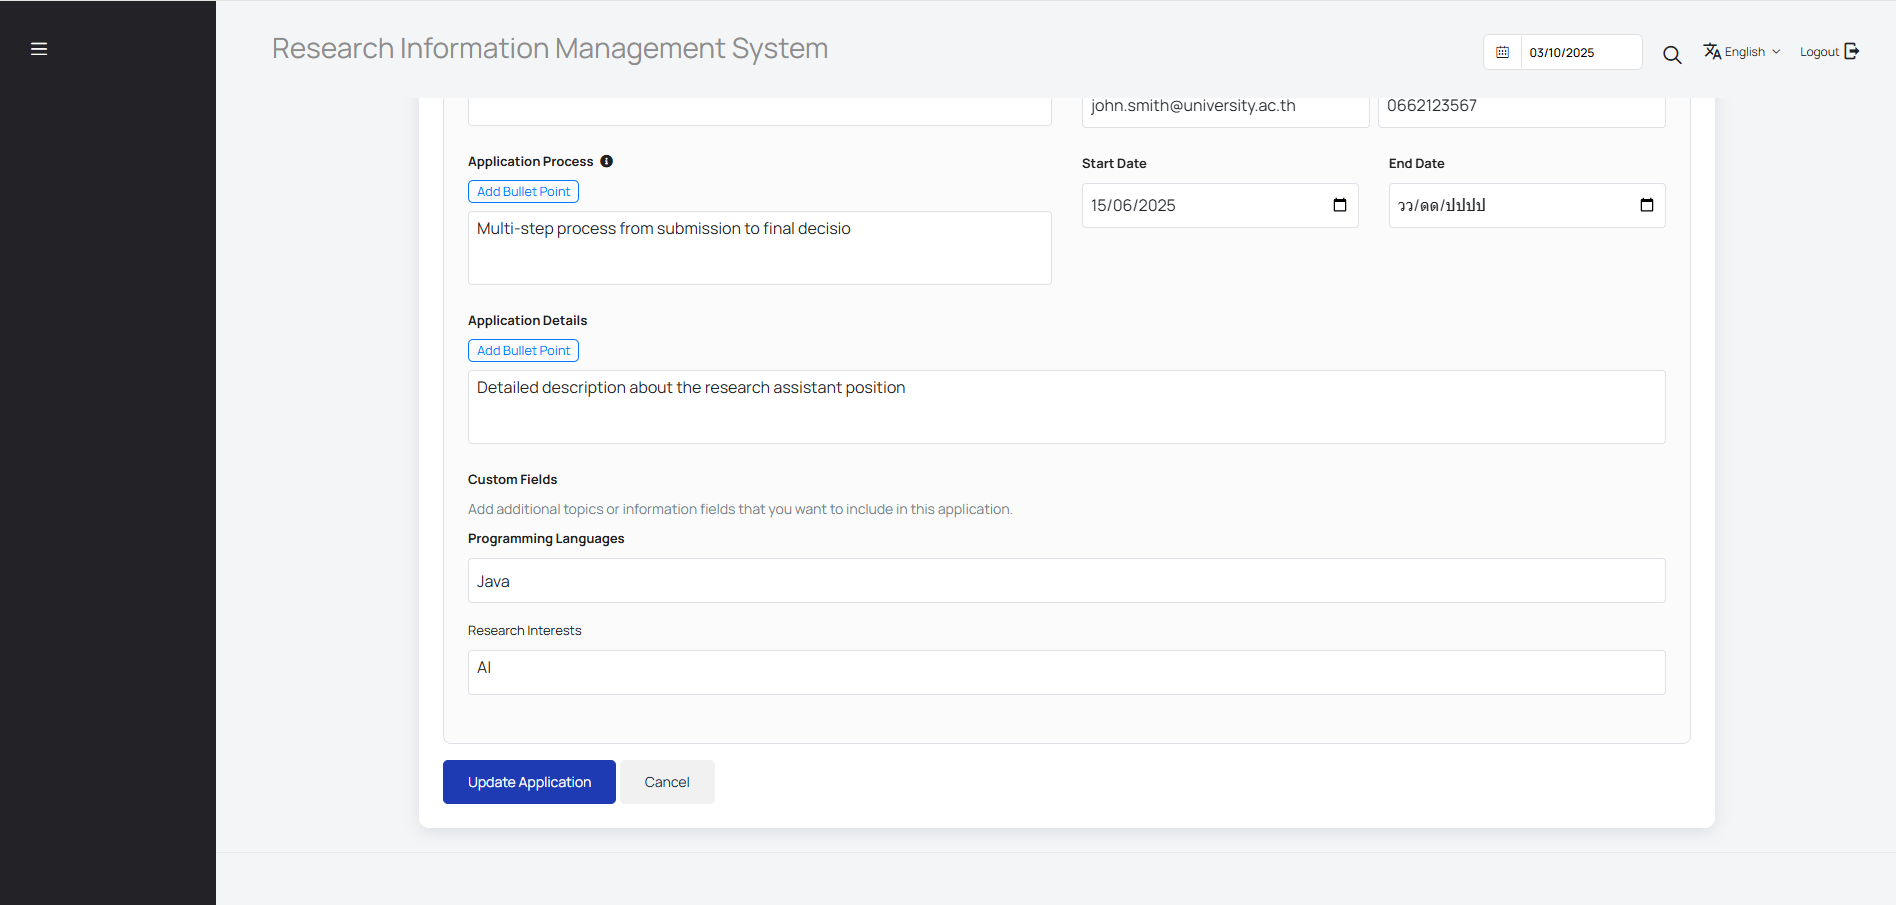 Research Information Management System
03/10/2025
English
Logout
john.smith@university.ac.th
0662123567
Application Process
Add Bullet Point
Multi-step process from submission to final decisio
Start Date
End Date
15/06/2025
วว/ดด/ปปปป
Application Details
Add Bullet Point
Detailed description about the research assistant position
Custom Fields
Add additional topics or information fields that you want to include in this application.
Programming Languages
Java
Research Interests
AI
Update Application
Cancel